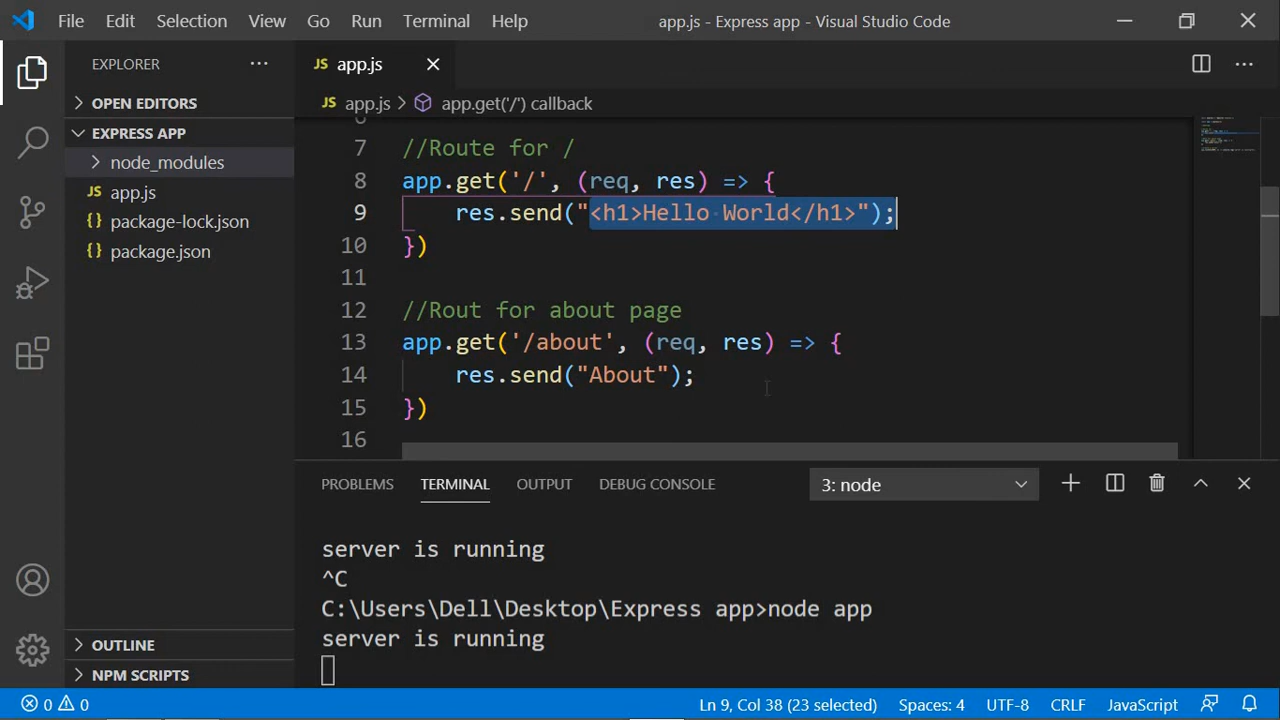 File Edit Selection View Go Run Terminal Help app.js - Express app - Visual Studio Code
EXPLORER
JS app.js
OPEN EDITORS
JS app.js > app.get('/') callback
EXPRESS APP
node_modules
JS app.js
{} package-lock.json
{} package.json
7 //Route for /
8 app.get('/', (req, res) => {
9 res.send("<h1>Hello World</h1>");
10 })
11
12 //Rout for about page
13 app.get('/about', (req, res) => {
14 res.send("About");
15 })
16
PROBLEMS TERMINAL OUTPUT DEBUG CONSOLE 3: node
server is running
^C
C:\Users\Dell\Desktop\Express app>node app
server is running
OUTLINE
NPM SCRIPTS
0 0 Ln 9, Col 38 (23 selected) Spaces: 4 UTF-8 CRLF JavaScript